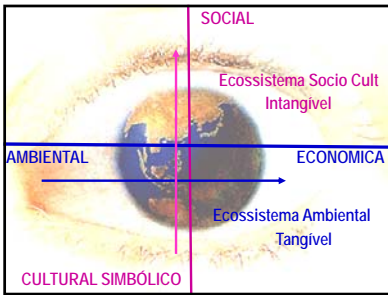 SOCIAL
Ecossistema Socio Cult
Intangível
AMBIENTAL
ECONOMICA
Ecossistema Ambiental
Tangível
CULTURAL SIMBÓLICO